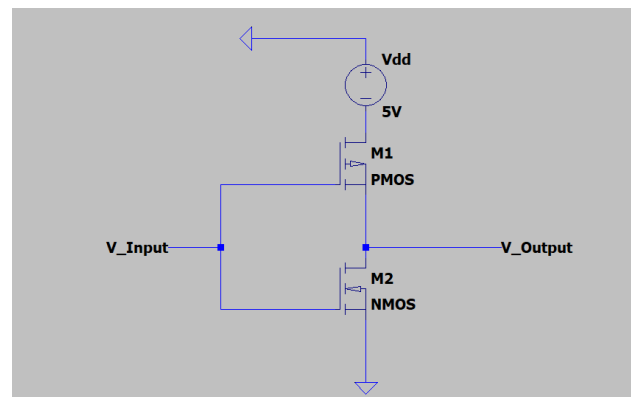 Vdd
5V
M1
PMOS
V_Input
V_Output
M2
NMOS